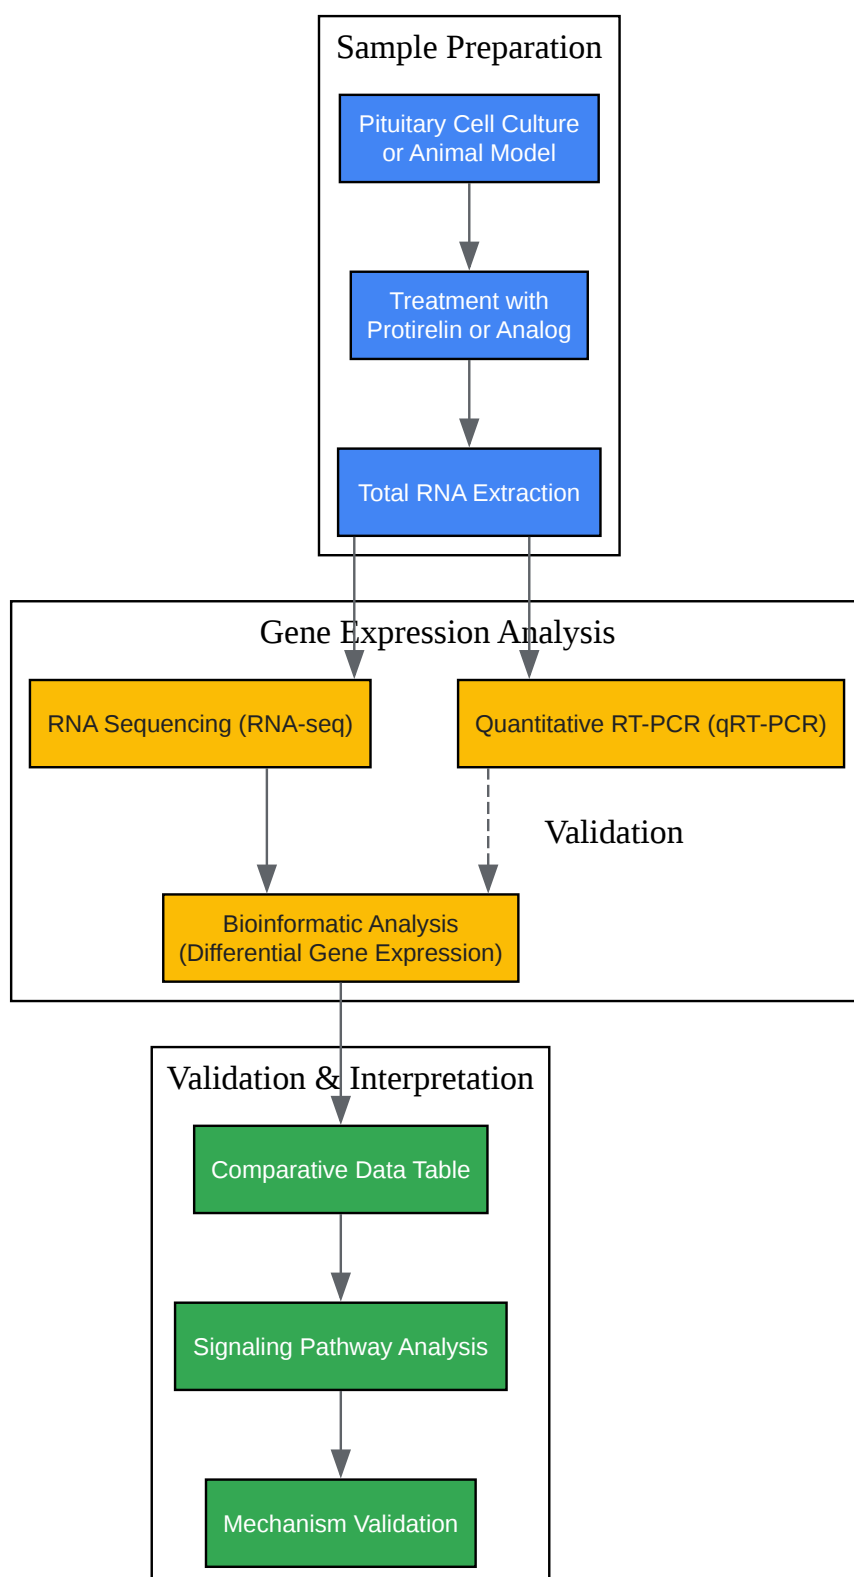 Sample Preparation
Pituitary Cell Culture
or Animal Model
Treatment with
Protirelin or Analog
Total RNA Extraction
Gene Expression Analysis
RNA Sequencing (RNA-seq)
Quantitative RT-PCR (qRT-PCR)
Validation
Bioinformatic Analysis
(Differential Gene Expression)
Validation & Interpretation
Comparative Data Table
Signaling Pathway Analysis
Mechanism Validation